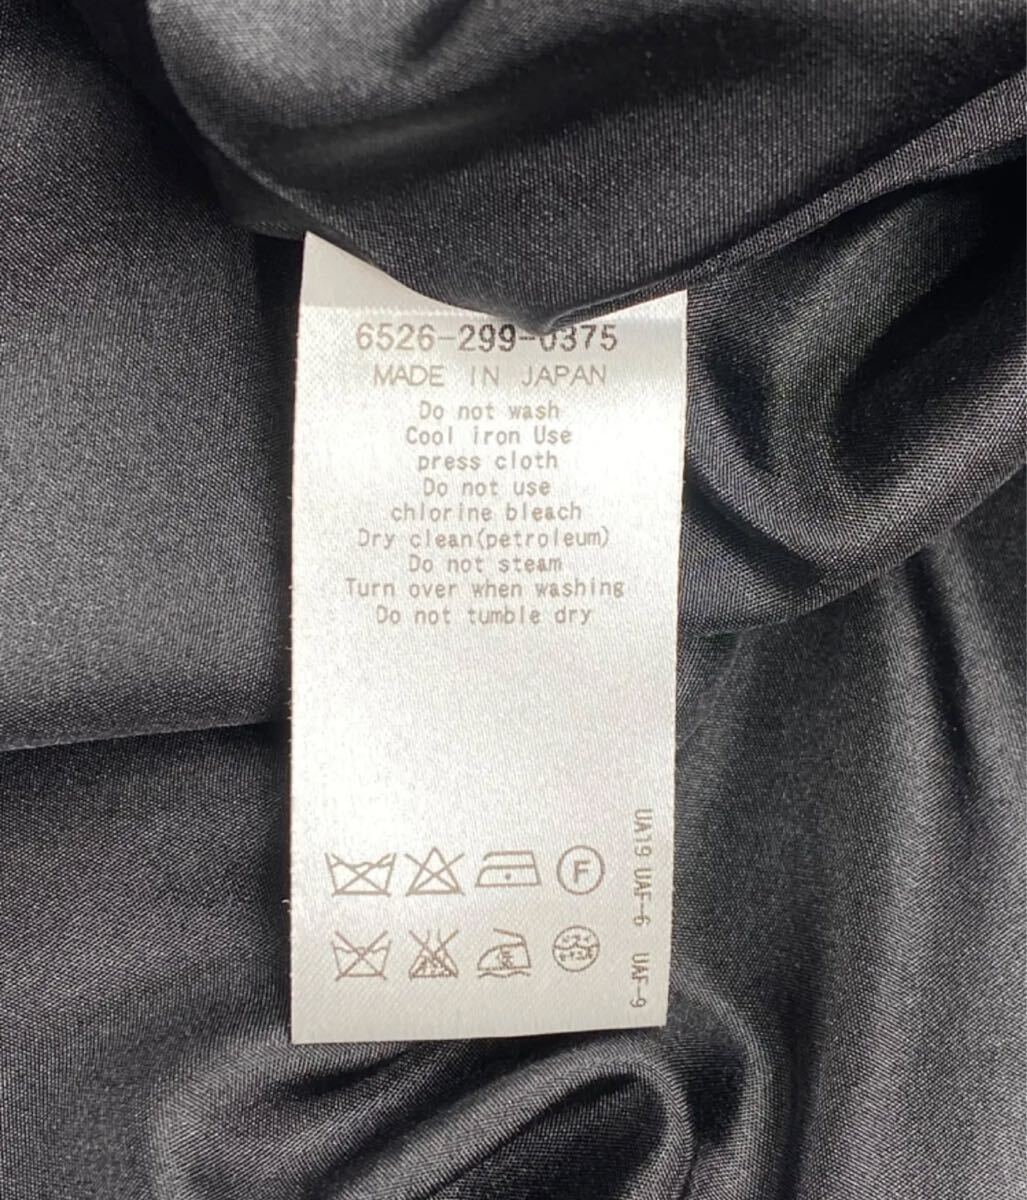 6526-299-0375
MADE IN JAPAN
Do not wash
Cool iron Use
press cloth
Do not use
chlorine bleach
Dry clean(petroleum)
Do not steam
Turn over when washing
Do not tumble dry
F
UA19 UAF-6 UAF-9